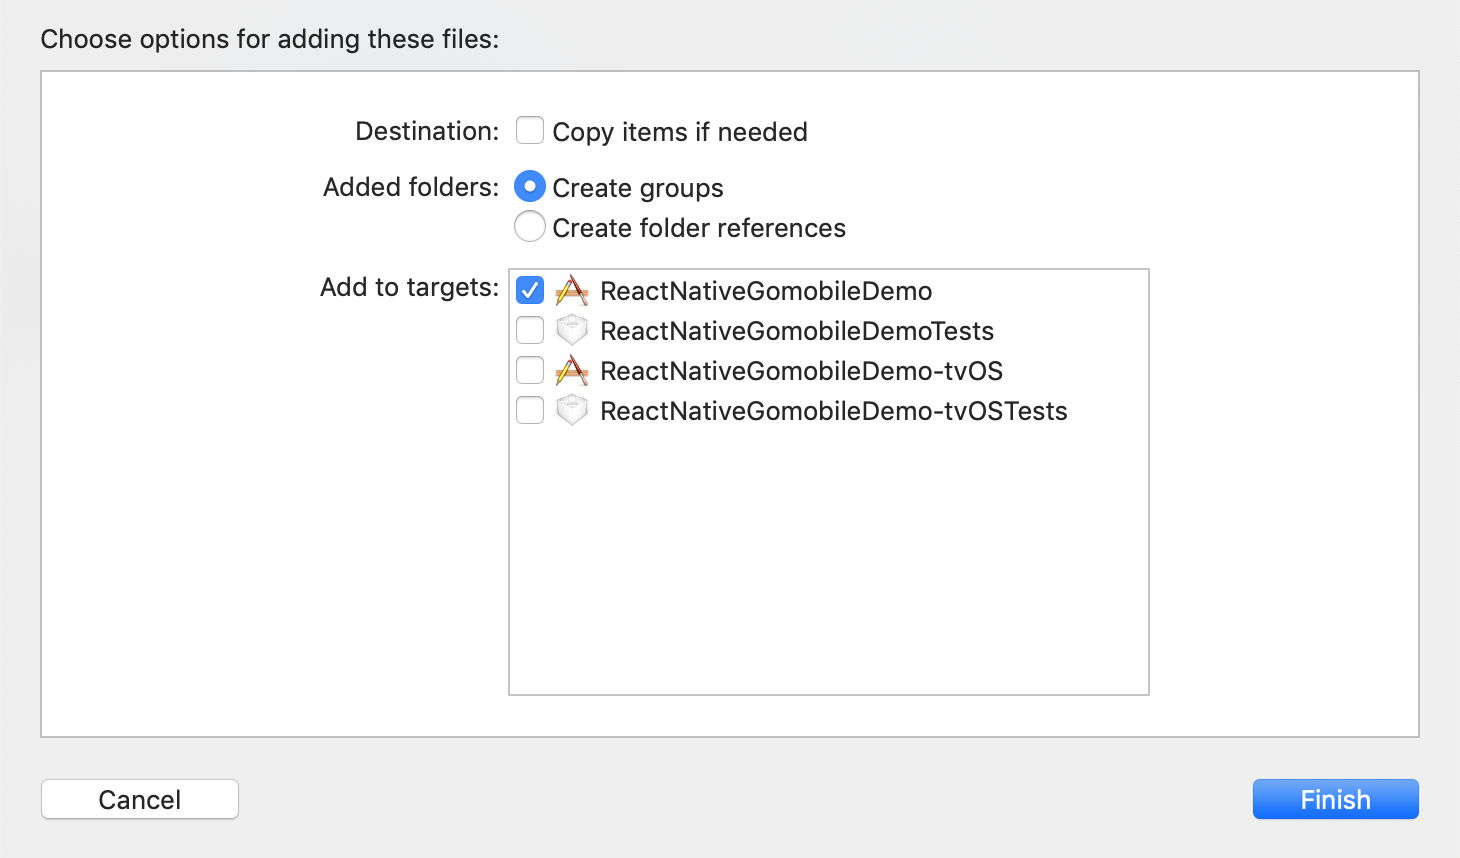 Choose options for adding these files:
Destination: Copy items if needed
Added folders: Create groups
Create folder references
Add to targets: ReactNativeGomobileDemo
ReactNativeGomobileDemoTests
ReactNativeGomobileDemo-tvOS
ReactNativeGomobileDemo-tvOSTests
Cancel Finish